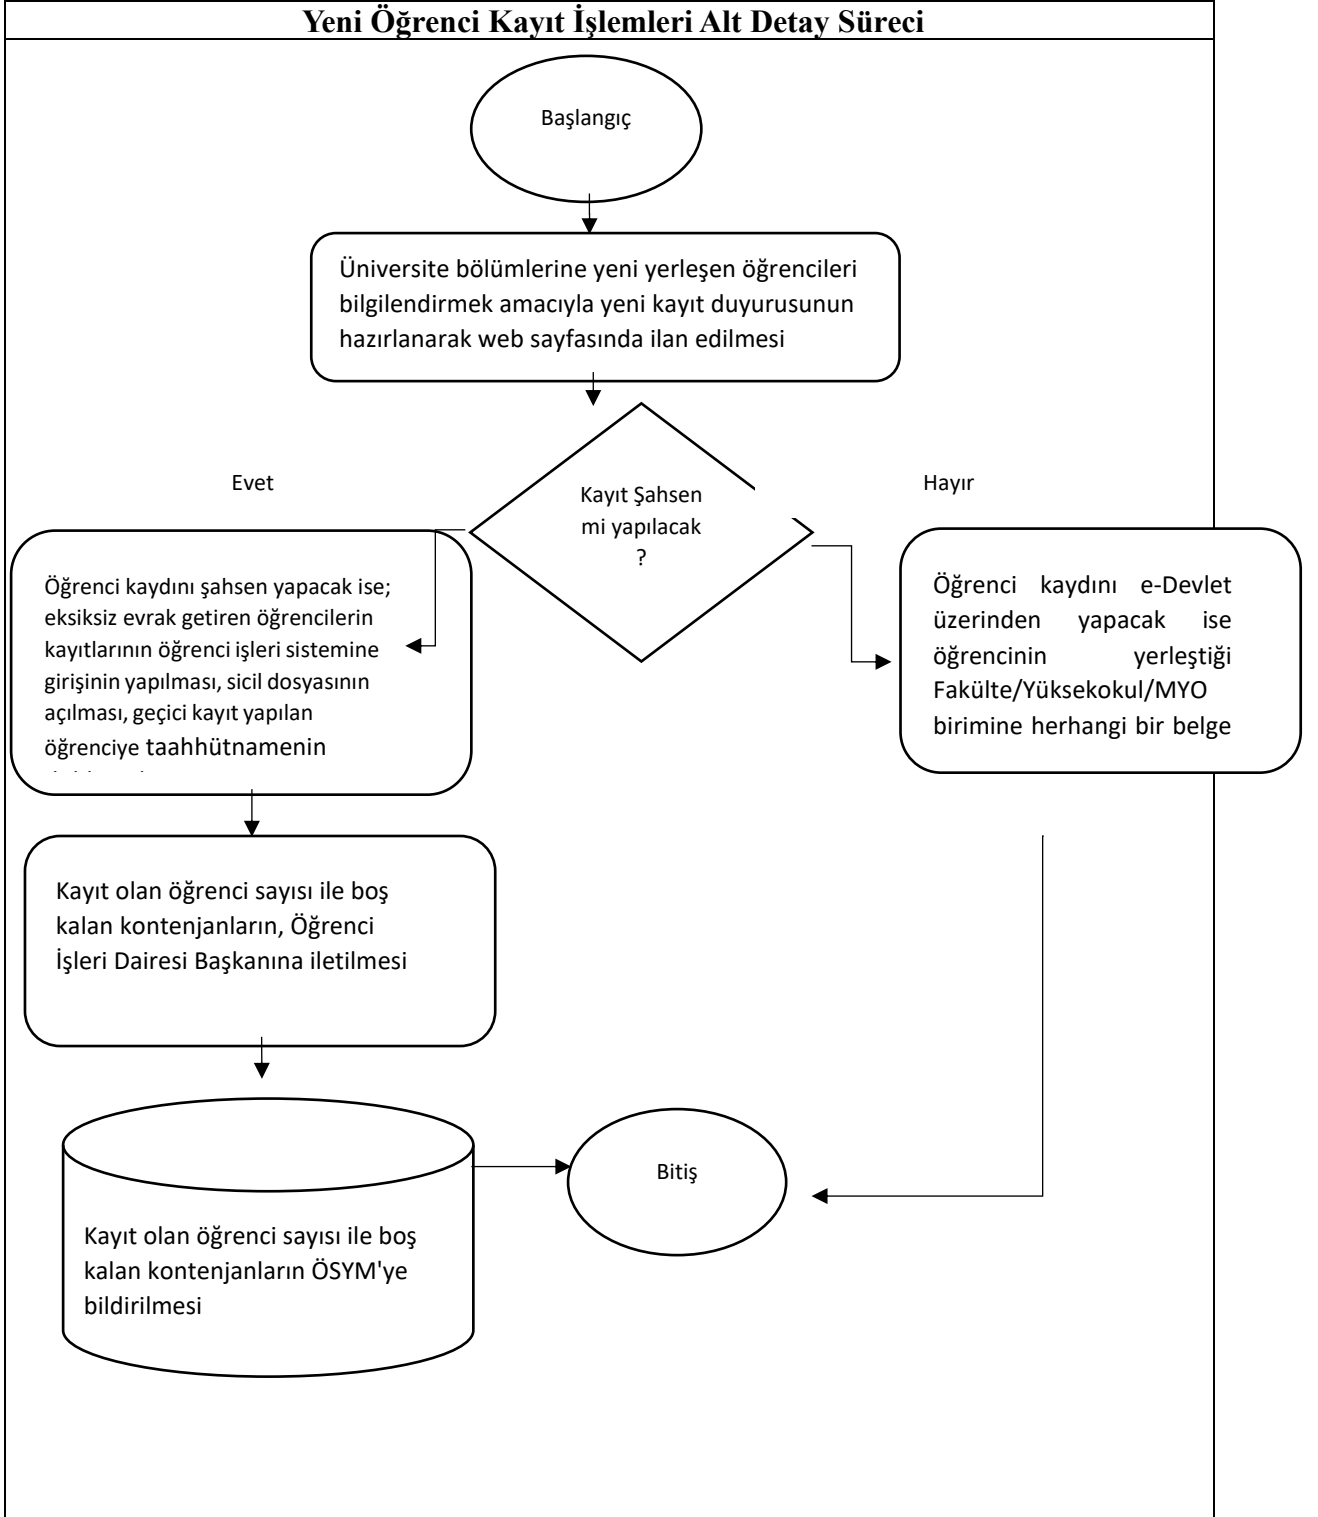 Yeni Öğrenci Kayıt İşlemleri Alt Detay Süreci
Başlangıç
Üniversite bölümlerine yeni yerleşen öğrencileri
bilgilendirmek amacıyla yeni kayıt duyurusunun
hazırlanarak web sayfasında ilan edilmesi
Evet
Kayıt Şahsen
mi yapılacak
?
Hayır
Öğrenci kaydını şahsen yapacak ise;
eksiksiz evrak getiren öğrencilerin
kayıtlarının öğrenci işleri sistemine
girişinin yapılması, sicil dosyasının
açılması, geçici kayıt yapılan
öğrenciye taahhütnamenin
Öğrenci kaydını e-Devlet
üzerinden yapacak ise
öğrencinin yerleştiği
Fakülte/Yüksekokul/MYO
birimine herhangi bir belge
Kayıt olan öğrenci sayısı ile boş
kalan kontenjanların, Öğrenci
İşleri Dairesi Başkanına iletilmesi
Kayıt olan öğrenci sayısı ile boş
kalan kontenjanların ÖSYM'ye
bildirilmesi
Bitiş